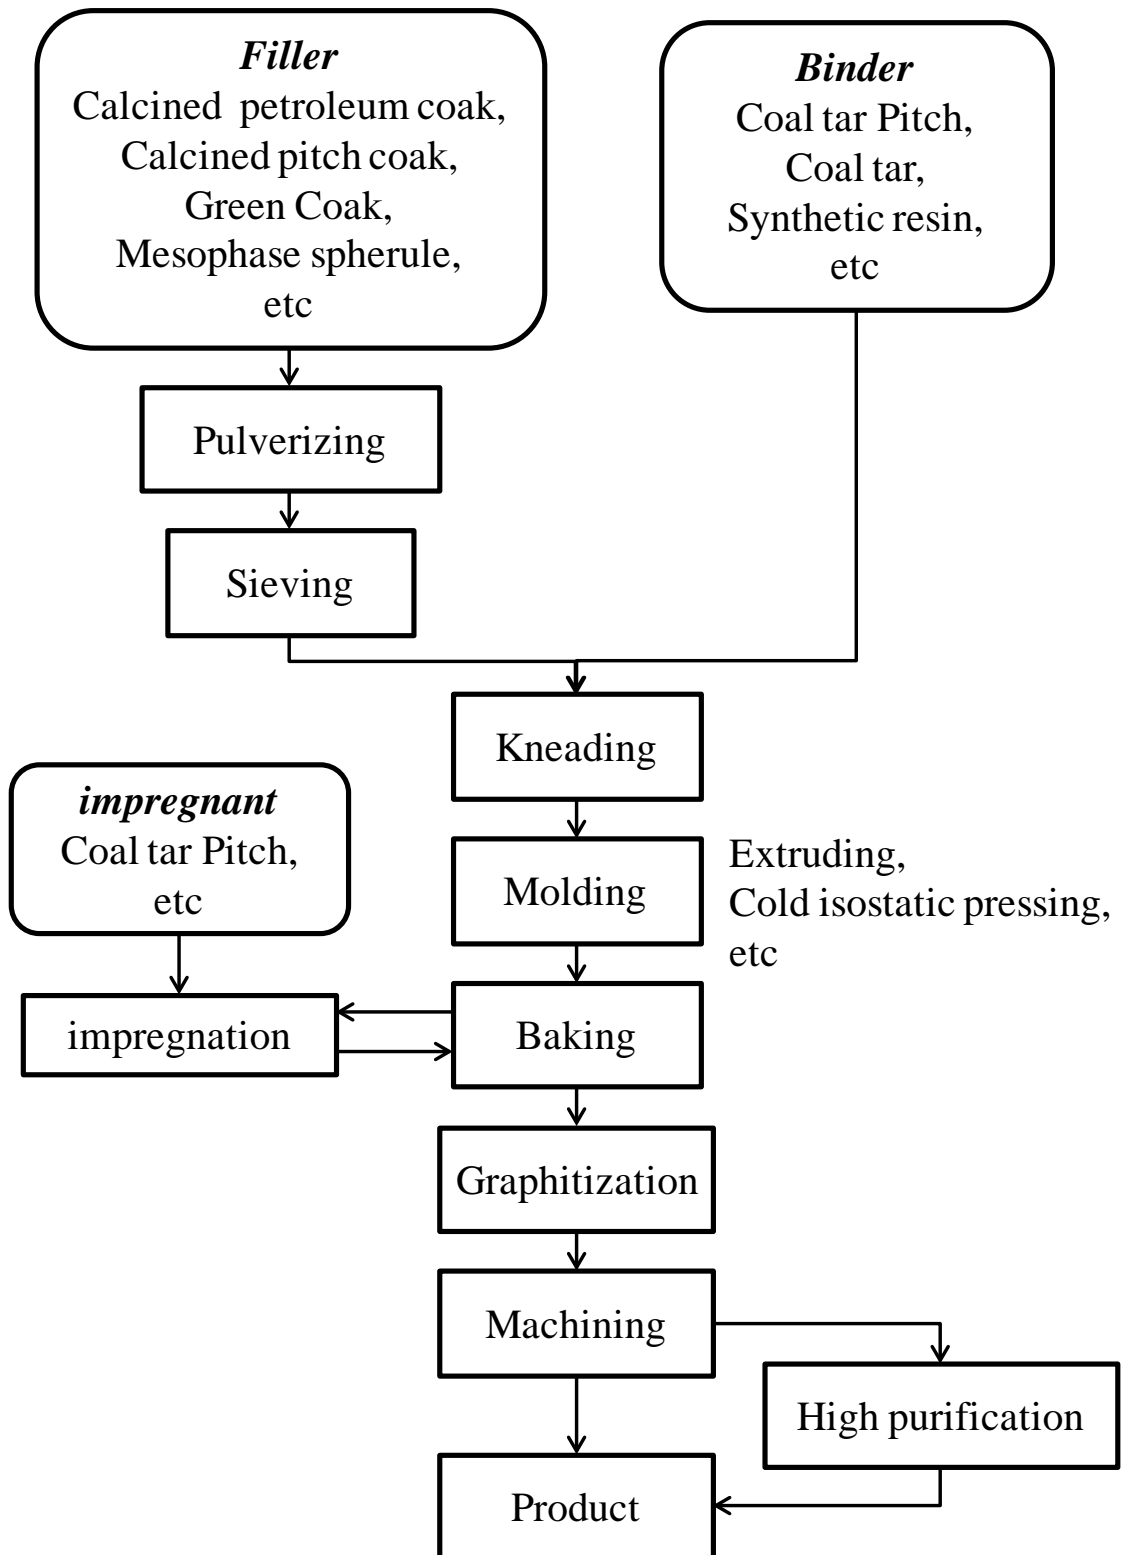 Filler
Calcined petroleum coak,
Calcined pitch coak,
Green Coak,
Mesophase spherule,
etc
Binder
Coal tar Pitch,
Coal tar,
Synthetic resin,
etc
Pulverizing
Sieving
Kneading
impregnant
Coal tar Pitch,
etc
Molding
Extruding,
Cold isostatic pressing,
etc
impregnation
Baking
Graphitization
Machining
High purification
Product